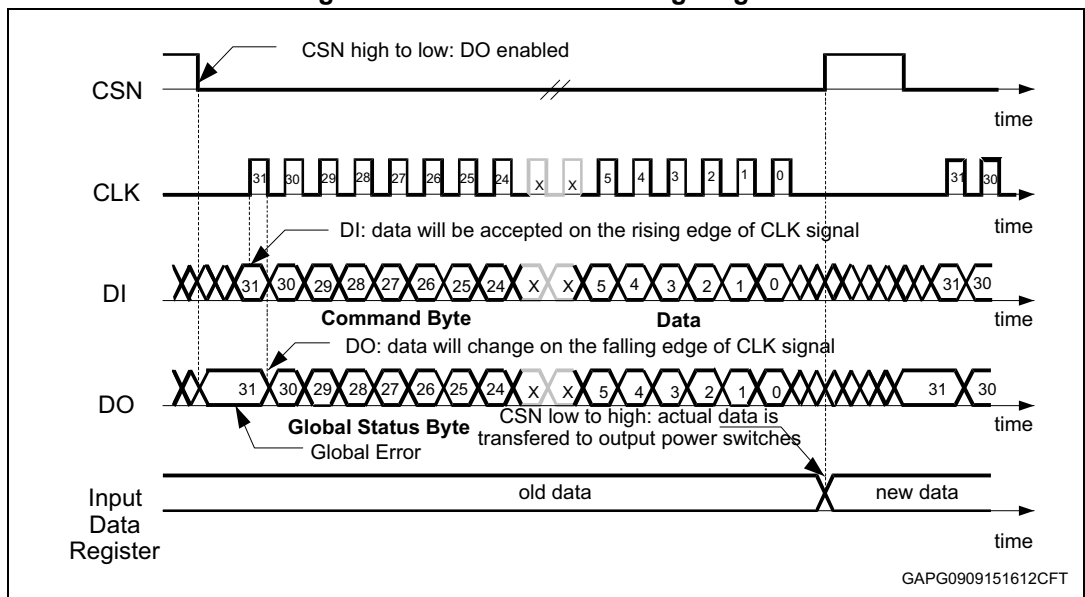 CSN high to low: DO enabled
CSN
time
31 30 29 28 27 26 25 24 X X 5 4 3 2 1 0 31 30
CLK
time
DI: data will be accepted on the rising edge of CLK signal
31 30 29 28 27 26 25 24 X X 5 4 3 2 1 0 31 30
DI
Command Byte Data
time
DO: data will change on the falling edge of CLK signal
31 30 29 28 27 26 25 24 X X 5 4 3 2 1 0 31 30
DO
CSN low to high: actual data is
time
Global Status Byte
transfered to output power switches
Global Error
old data new data
Input
Data
Register
time
GAPG0909151612CFT